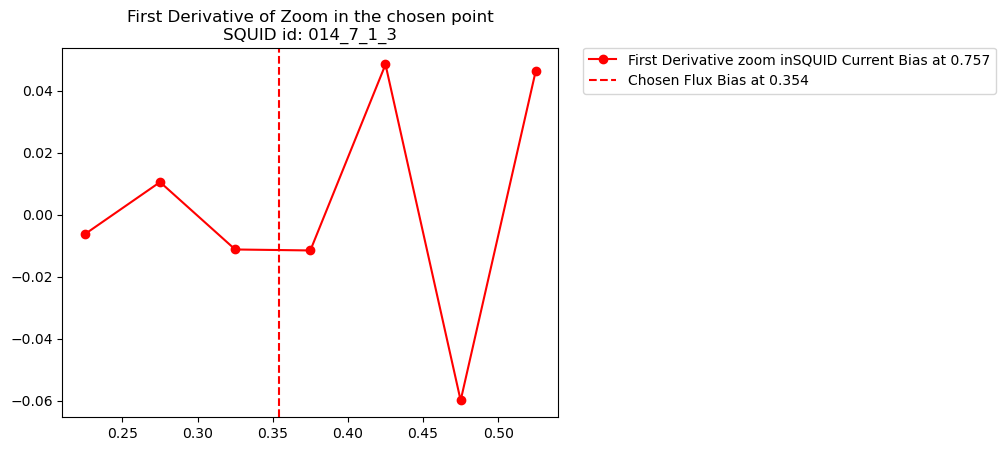 First Derivative of Zoom in the chosen point
SQUID id: 014_7_1_3
First Derivative zoom inSQUID Current Bias at 0.757
Chosen Flux Bias at 0.354
0.04
0.02
0.00
−0.02
−0.04
−0.06
0.25 0.30 0.35 0.40 0.45 0.50